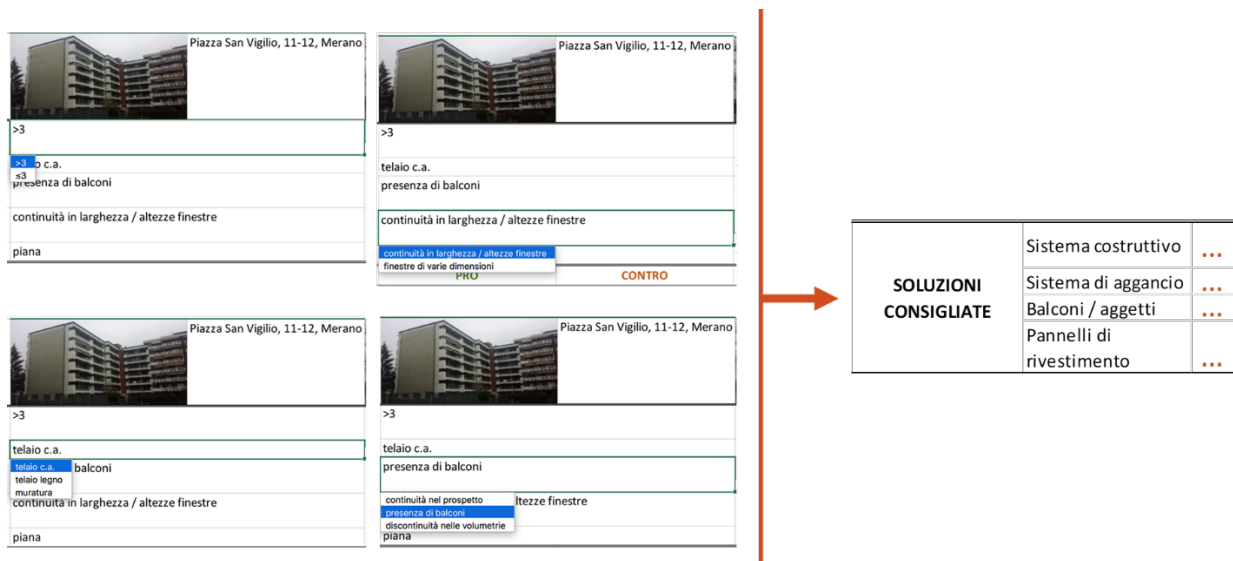 Piazza San Vigilio, 11-12, Merano
>3
>3
≤3
o c.a.
presenza di balconi
continuità in larghezza / altezze finestre
piana
Piazza San Vigilio, 11-12, Merano
>3
telaio c.a.
presenza di balconi
continuità in larghezza / altezze finestre
continuità in larghezza / altezze finestre
finestre di varie dimensioni
PRO CONTRO
Piazza San Vigilio, 11-12, Merano
>3
telaio c.a.
telaio c.a.
balconi
telaio legno
muratura
continuità in larghezza / altezze finestre
piana
Piazza San Vigilio, 11-12, Merano
>3
telaio c.a.
presenza di balconi
continuità nel prospetto
ltezze finestre
presenza di balconi
discontinuità nelle volumetrie
piana
SOLUZIONI
CONSIGLIATE
Sistema costruttivo ...
Sistema di aggancio ...
Balconi / aggetti ...
Pannelli di
rivestimento ...